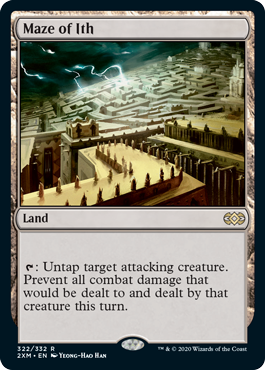 Maze of Ith
Land
: Untap target attacking creature.
Prevent all combat damage that
would be dealt to and dealt by that
creature this turn.
322/332 R
2XM • EN Yeong-Hao Han
™ & © 2020 Wizards of the Coast